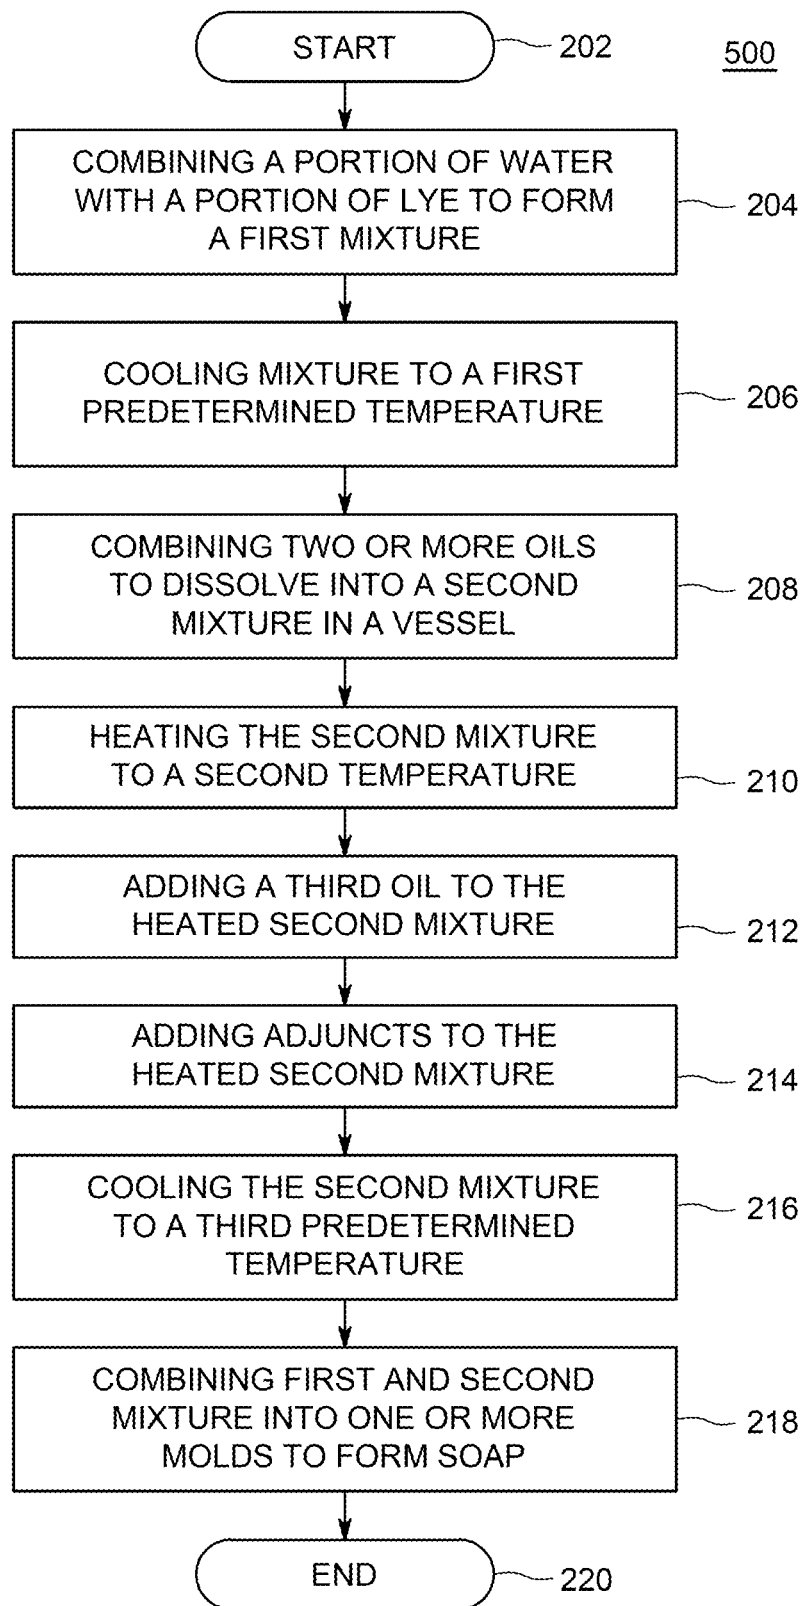 START
202
500
COMBINING A PORTION OF WATER
WITH A PORTION OF LYE TO FORM
A FIRST MIXTURE
204
COOLING MIXTURE TO A FIRST
PREDETERMINED TEMPERATURE
206
COMBINING TWO OR MORE OILS
TO DISSOLVE INTO A SECOND
MIXTURE IN A VESSEL
208
HEATING THE SECOND MIXTURE
TO A SECOND TEMPERATURE
210
ADDING A THIRD OIL TO THE
HEATED SECOND MIXTURE
212
ADDING ADJUNCTS TO THE
HEATED SECOND MIXTURE
214
COOLING THE SECOND MIXTURE
TO A THIRD PREDETERMINED
TEMPERATURE
216
COMBINING FIRST AND SECOND
MIXTURE INTO ONE OR MORE
MOLDS TO FORM SOAP
218
END
220